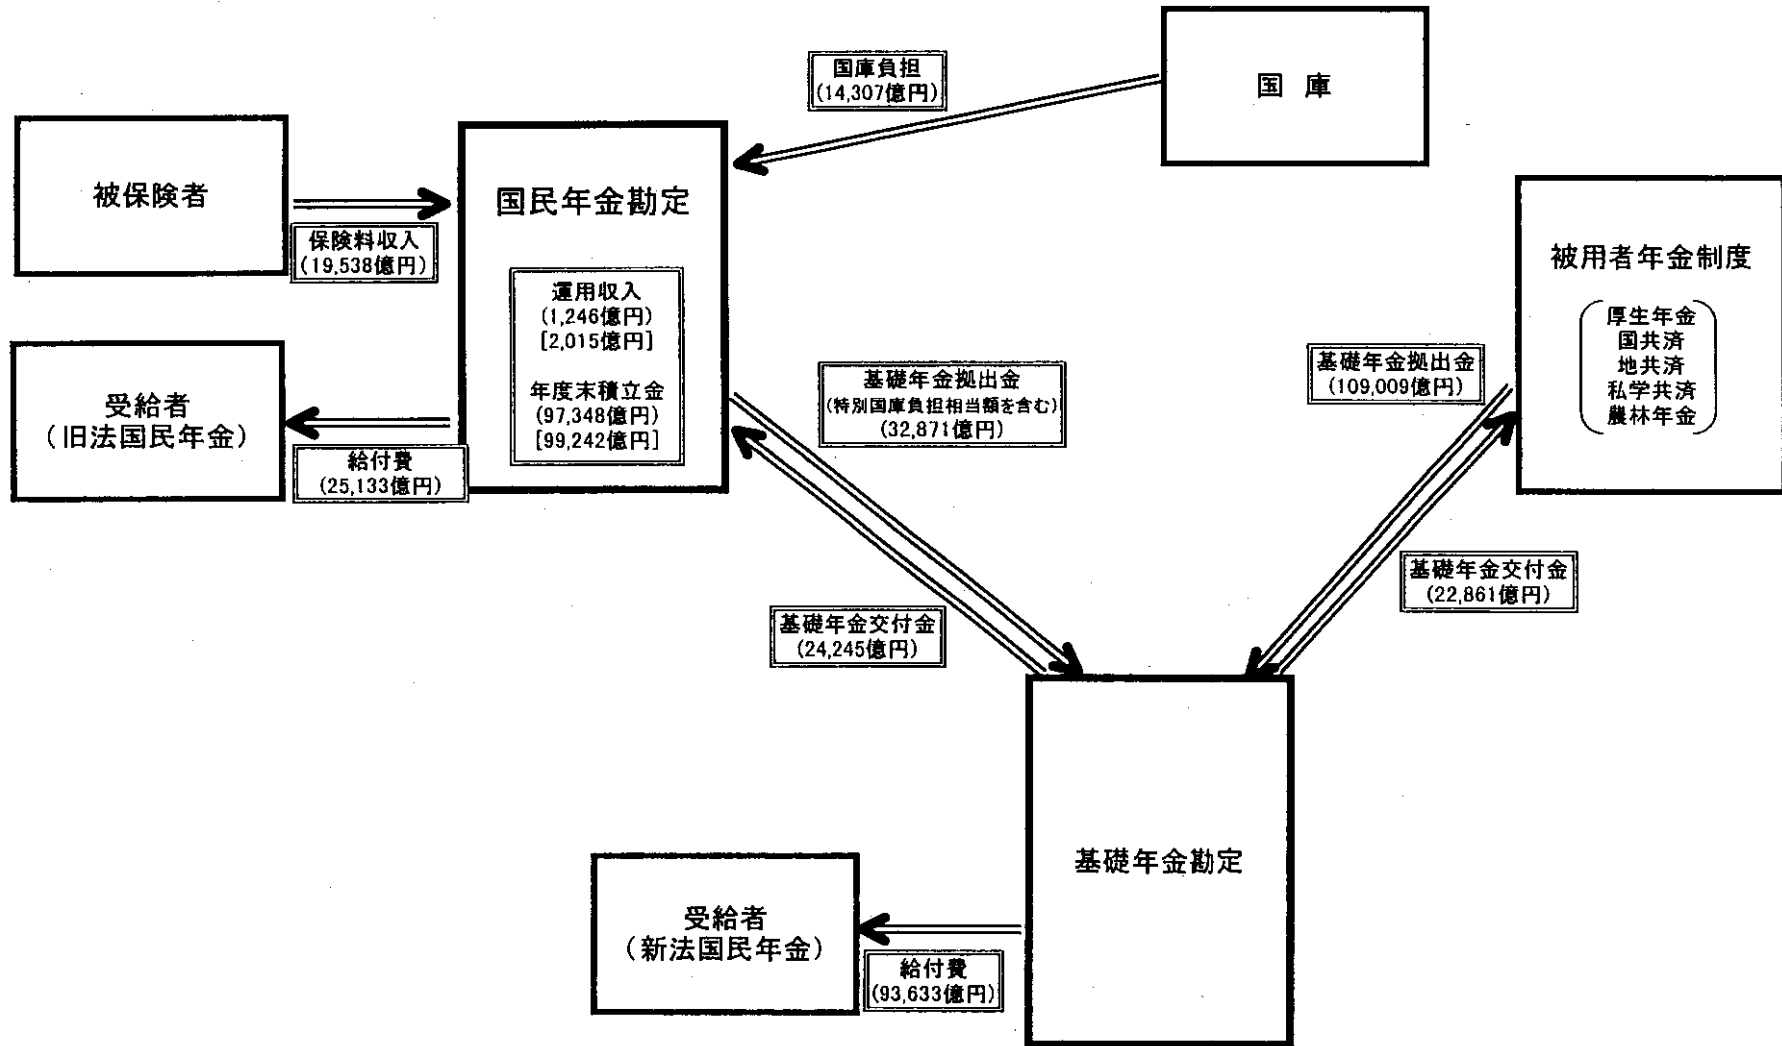 国庫負担
(14,307億円)
国 庫
被保険者
保険料収入
(19,538億円)
国民年金勘定
運用収入
(1,246億円)
[2,015億円]
年度末積立金
(97,348億円)
[99,242億円]
受給者
(旧法国民年金)
給付費
(25,133億円)
基礎年金拠出金
(特別国庫負担相当額を含む)
(32,871億円)
基礎年金交付金
(24,245億円)
被用者年金制度
厚生年金
国共済
地共済
私学共済
農林年金
基礎年金拠出金
(109,009億円)
基礎年金交付金
(22,861億円)
基礎年金勘定
受給者
(新法国民年金)
給付費
(93,633億円)